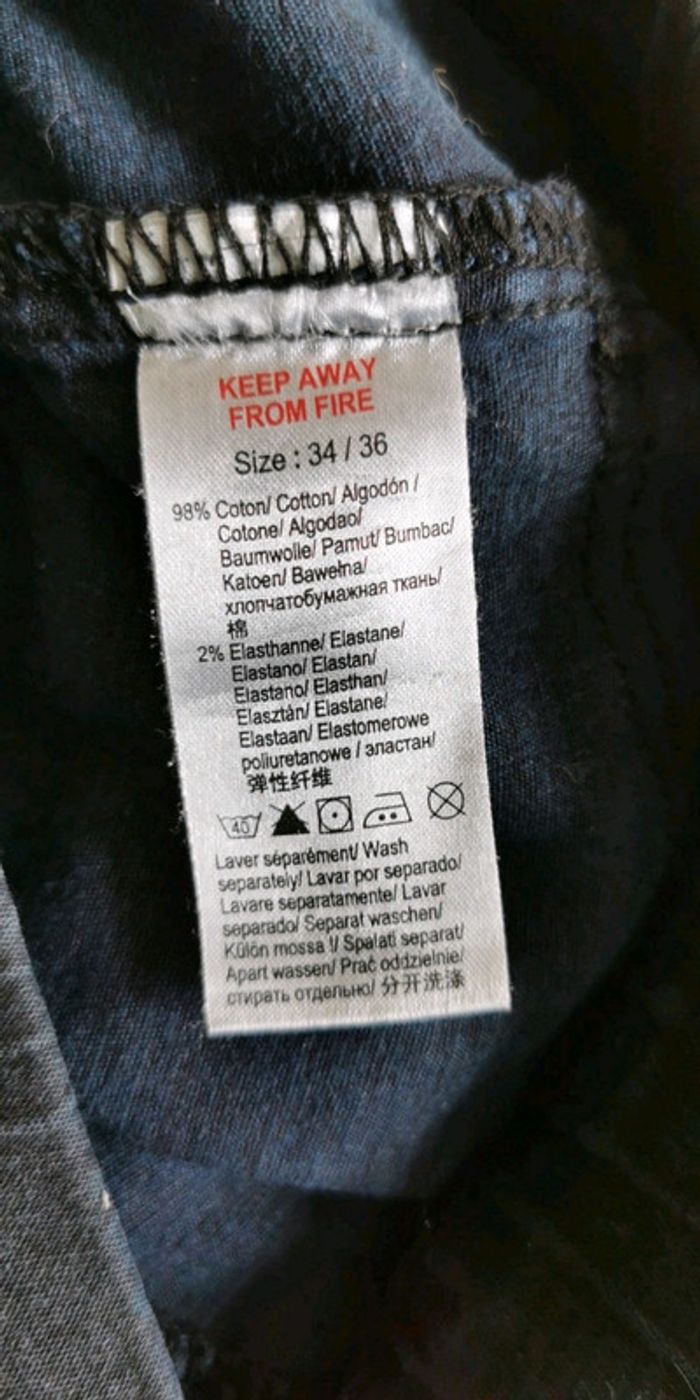 KEEP AWAY
FROM FIRE
Size : 34 / 36
98% Coton/ Cotton/ Algodón /
Cotone/ Algodao/
Baumwolle/ Pamut/ Bumbac/
Katoen/ Bawełna/
хлопчатобумажная ткань/
棉
2% Elasthanne/ Elastane/
Elastano/ Elastan/
Elastano/ Elasthan/
Elasztán/ Elastane/
Elastaan/ Elastomerowe
poliuretanowe / эластан/
弹性纤维
40
Laver séparément/ Wash
separately/ Lavar por separado/
Lavare separatamente/ Lavar
separado/ Separat waschen/
Külön mossa !/ Spalati separat/
Apart wassen/ Prać oddzielnie/
стирать отдельно/ 分开洗涤